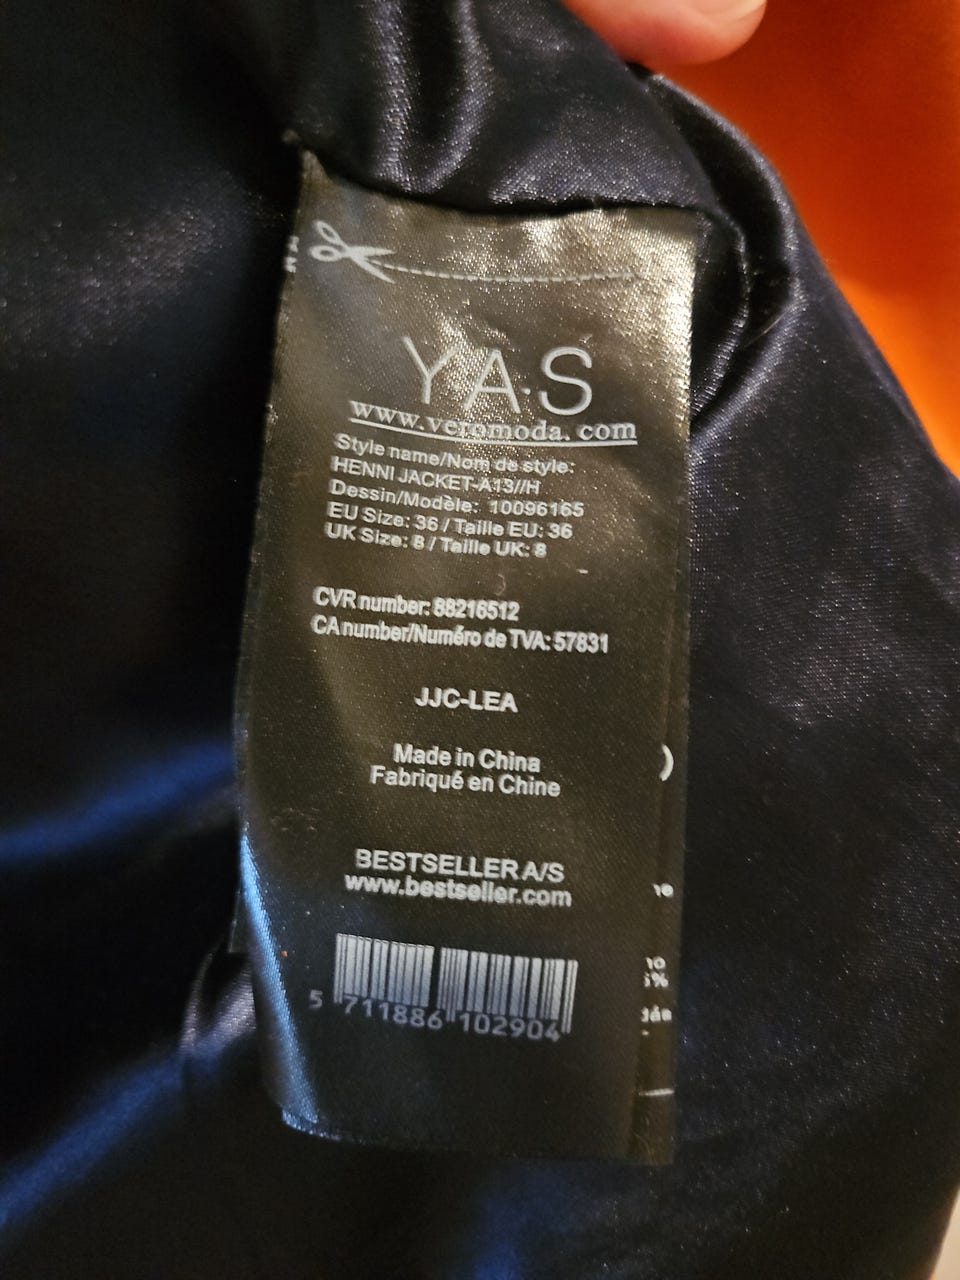 Y.A.S
www.veromoda.com
Style name/Nom de style:
HENNI JACKET-A13//H
Dessin/Modèle: 10096165
EU Size: 36 / Taille EU: 36
UK Size: 8 / Taille UK: 8
CVR number: 88216512
CA number/Numéro de TVA: 57831
JJC-LEA
Made in China
Fabriqué en Chine
BESTSELLER A/S
www.bestseller.com
5 711886 102904